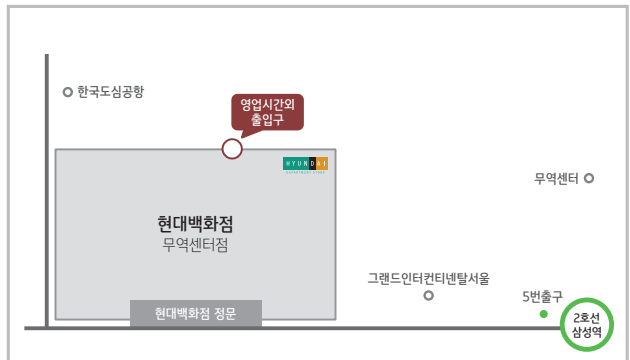 한국도심공항
영업시간외
출입구
HYUNDAI
DEPARTMENT STORE
무역센터
현대백화점
무역센터점
그랜드인터컨티넨탈서울
5번출구
현대백화점 정문
2호선
삼성역